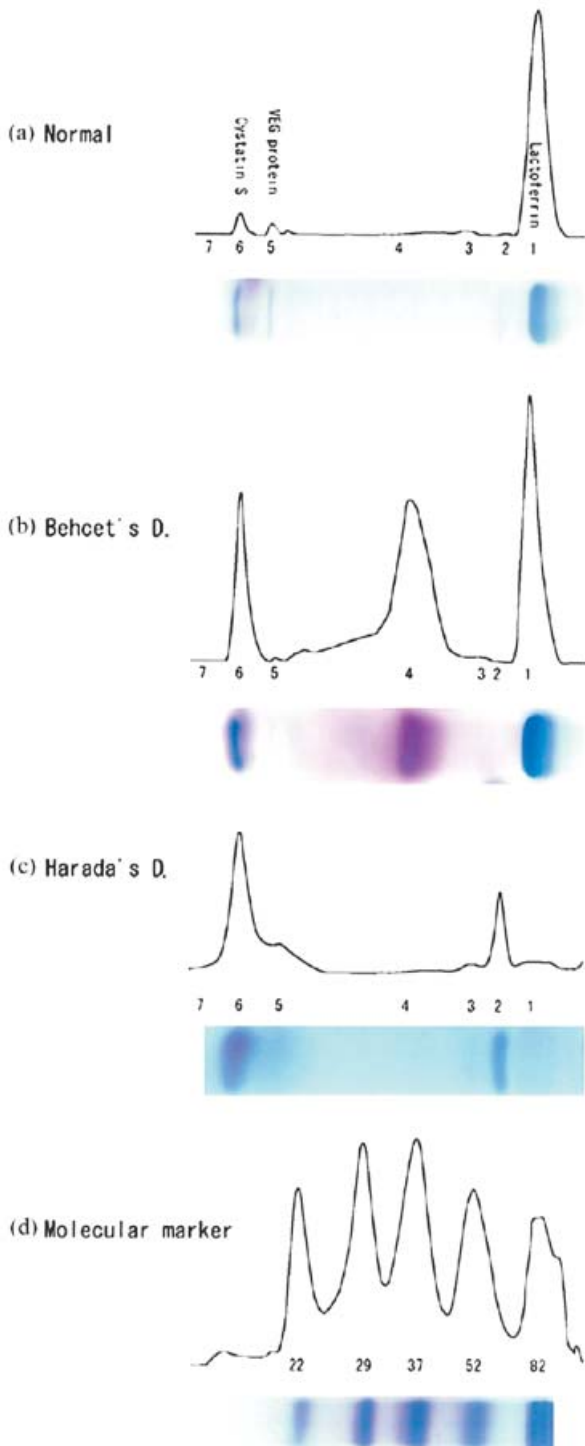 (a) Normal
Cystatin S
VEG protein
Lactoferrin
7 6 5 4 3 2 1
(b) Behcet's D.
7 6 5 4 3 2 1
(c) Harada's D.
7 6 5 4 3 2 1
(d) Molecular marker
22 29 37 52 82